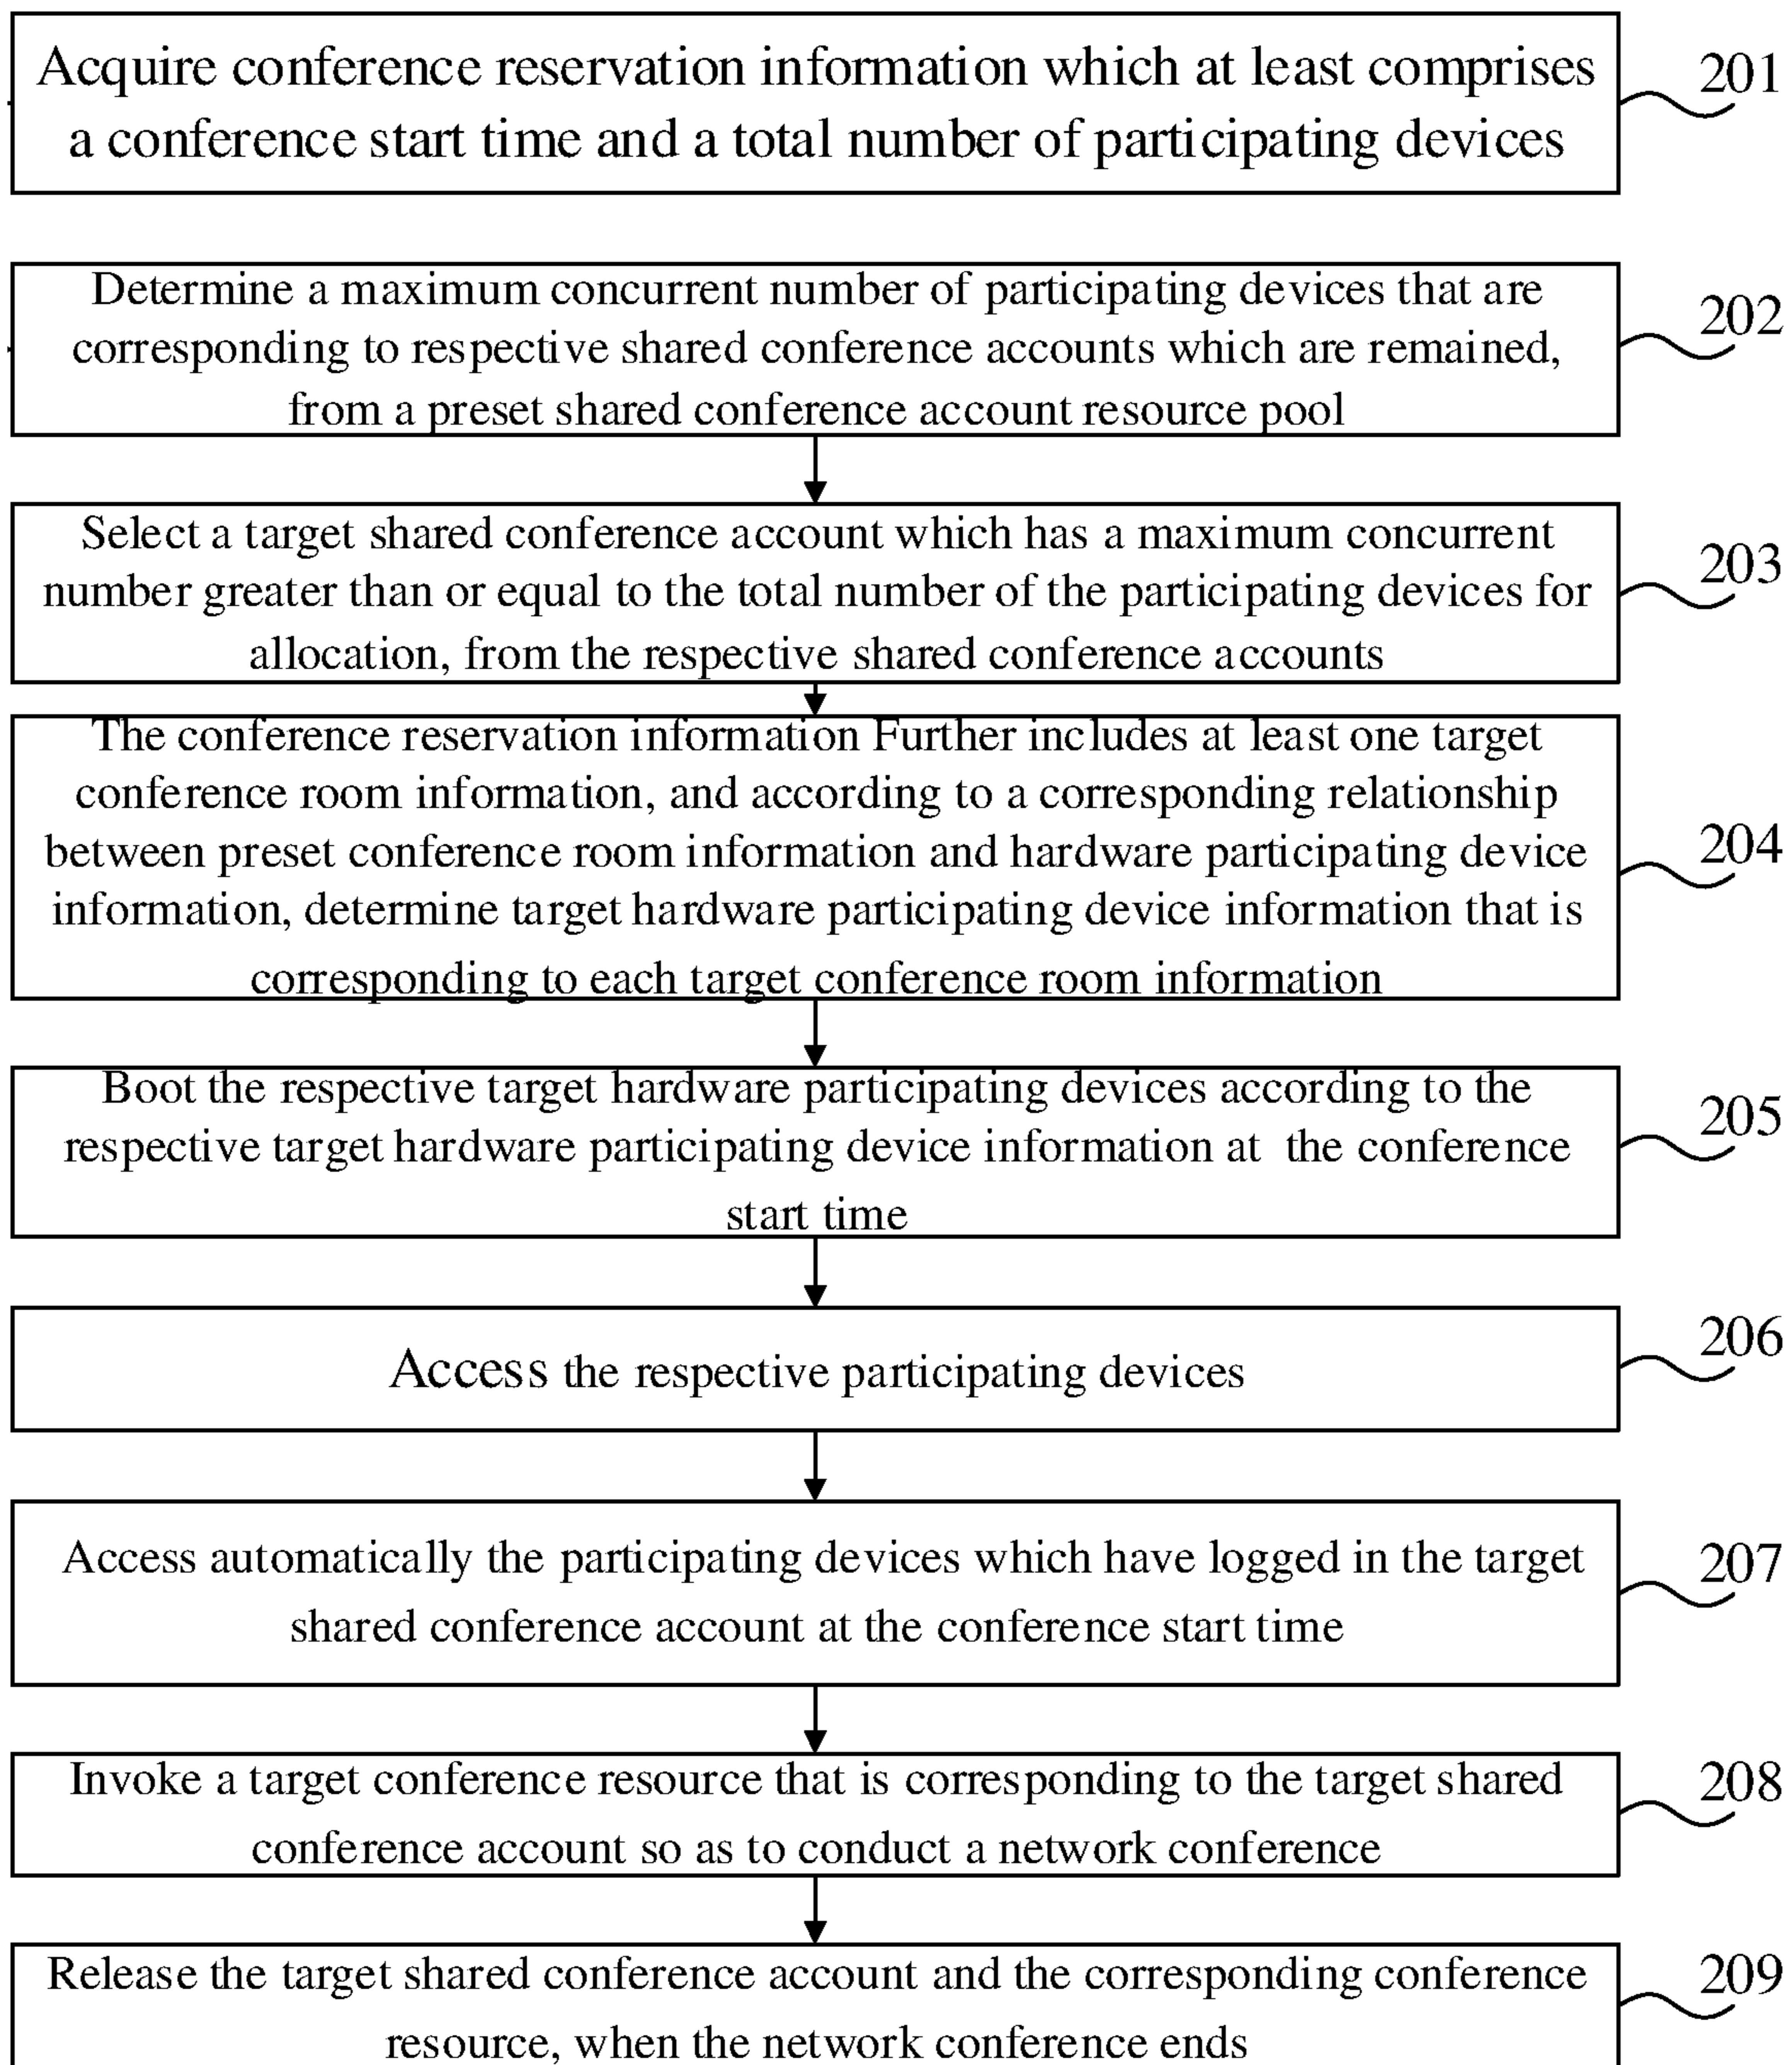 Acquire conference reservation information which at least comprises
a conference start time and a total number of participating devices
201
Determine a maximum concurrent number of participating devices that are
corresponding to respective shared conference accounts which are remained,
from a preset shared conference account resource pool
202
Select a target shared conference account which has a maximum concurrent
number greater than or equal to the total number of the participating devices for
allocation, from the respective shared conference accounts
203
The conference reservation information Further includes at least one target
conference room information, and according to a corresponding relationship
between preset conference room information and hardware participating device
information, determine target hardware participating device information that is
corresponding to each target conference room information
204
Boot the respective target hardware participating devices according to the
respective target hardware participating device information at the conference
start time
205
Access the respective participating devices
206
Access automatically the participating devices which have logged in the target
shared conference account at the conference start time
207
Invoke a target conference resource that is corresponding to the target shared
conference account so as to conduct a network conference
208
Release the target shared conference account and the corresponding conference
resource, when the network conference ends
209